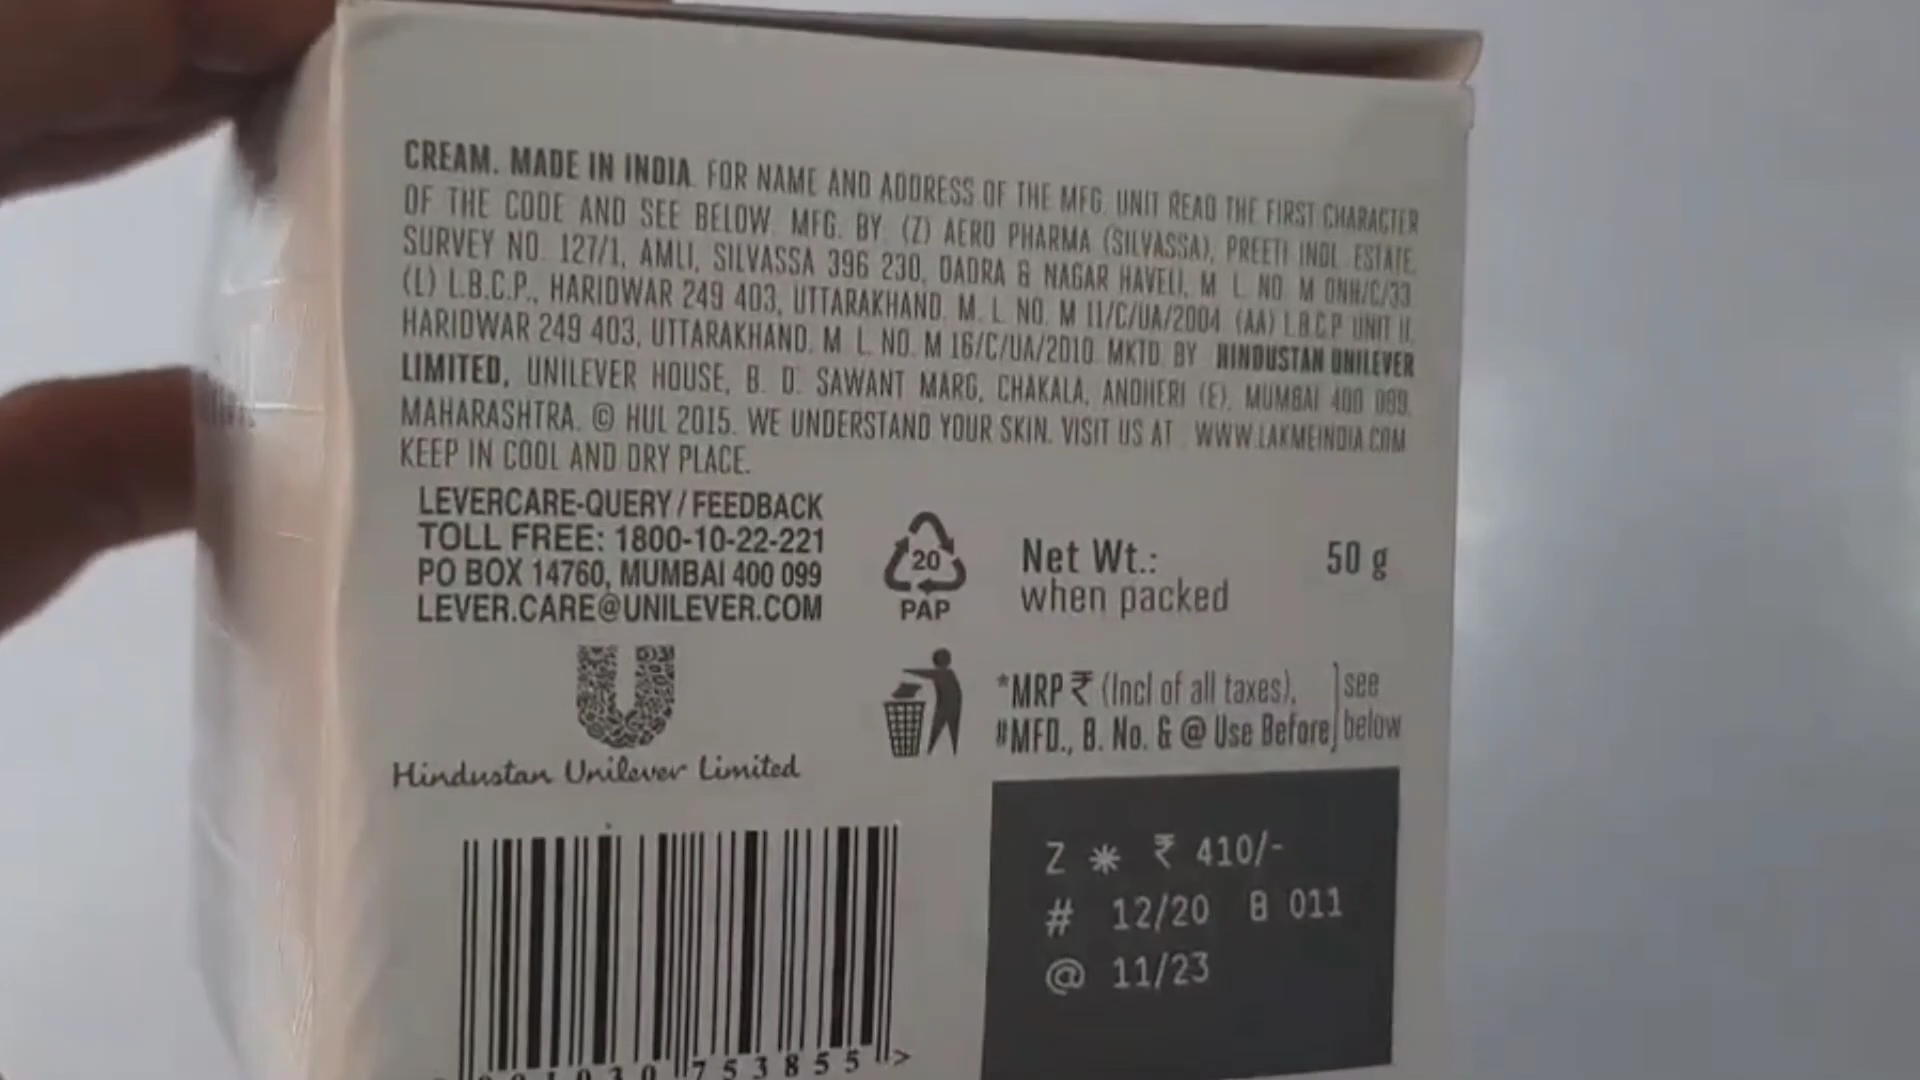 CREAM. MADE IN INDIA. FOR NAME AND ADDRESS OF THE MFG. UNIT READ THE FIRST CHARACTER
OF THE CODE AND SEE BELOW. MFG. BY: (Z) AERO PHARMA (SILVASSA), PREETI INDL. ESTATE,
SURVEY NO. 127/1, AMLI, SILVASSA 396 230, DADRA & NAGAR HAVELI, M. L. NO. M DNH/C/33.
(L) L.B.C.P., HARIDWAR 249 403, UTTARAKHAND. M. L. NO. M 11/C/UA/2004. (AA) L.B.C.P. UNIT II,
HARIDWAR 249 403, UTTARAKHAND. M. L. NO. M 16/C/UA/2010. MKTD. BY: HINDUSTAN UNILEVER
LIMITED, UNILEVER HOUSE, B. D. SAWANT MARG, CHAKALA, ANDHERI (E), MUMBAI 400 099,
MAHARASHTRA. © HUL 2015. WE UNDERSTAND YOUR SKIN. VISIT US AT : WWW.LAKMEINDIA.COM
KEEP IN COOL AND DRY PLACE.
LEVERCARE-QUERY / FEEDBACK
TOLL FREE: 1800-10-22-221
PO BOX 14760, MUMBAI 400 099
LEVER.CARE@UNILEVER.COM
20
PAP
Net Wt.: 50 g
when packed
Hindustan Unilever Limited
*MRP ₹ (Incl of all taxes), see
#MFD., B. No. & @ Use Before below
Z * ₹ 410/-
# 12/20 B 011
@ 11/23
753855 >